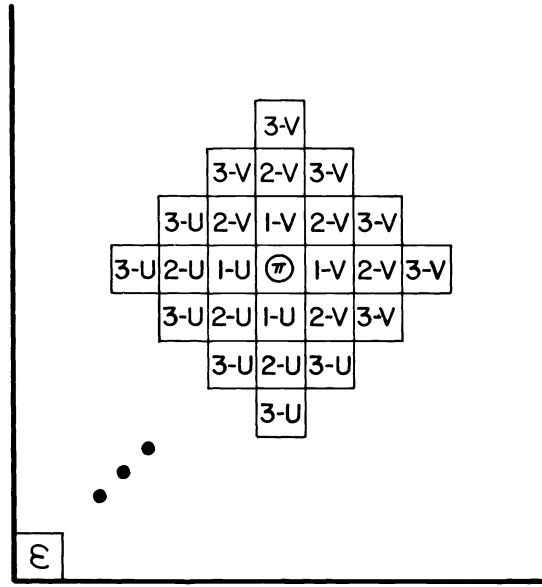 3-V
3-V 2-V 3-V
3-U 2-V 1-V 2-V 3-V
3-U 2-U 1-U π 1-V 2-V 3-V
3-U 2-U 1-U 2-V 3-V
3-U 2-U 3-U
3-U
ε